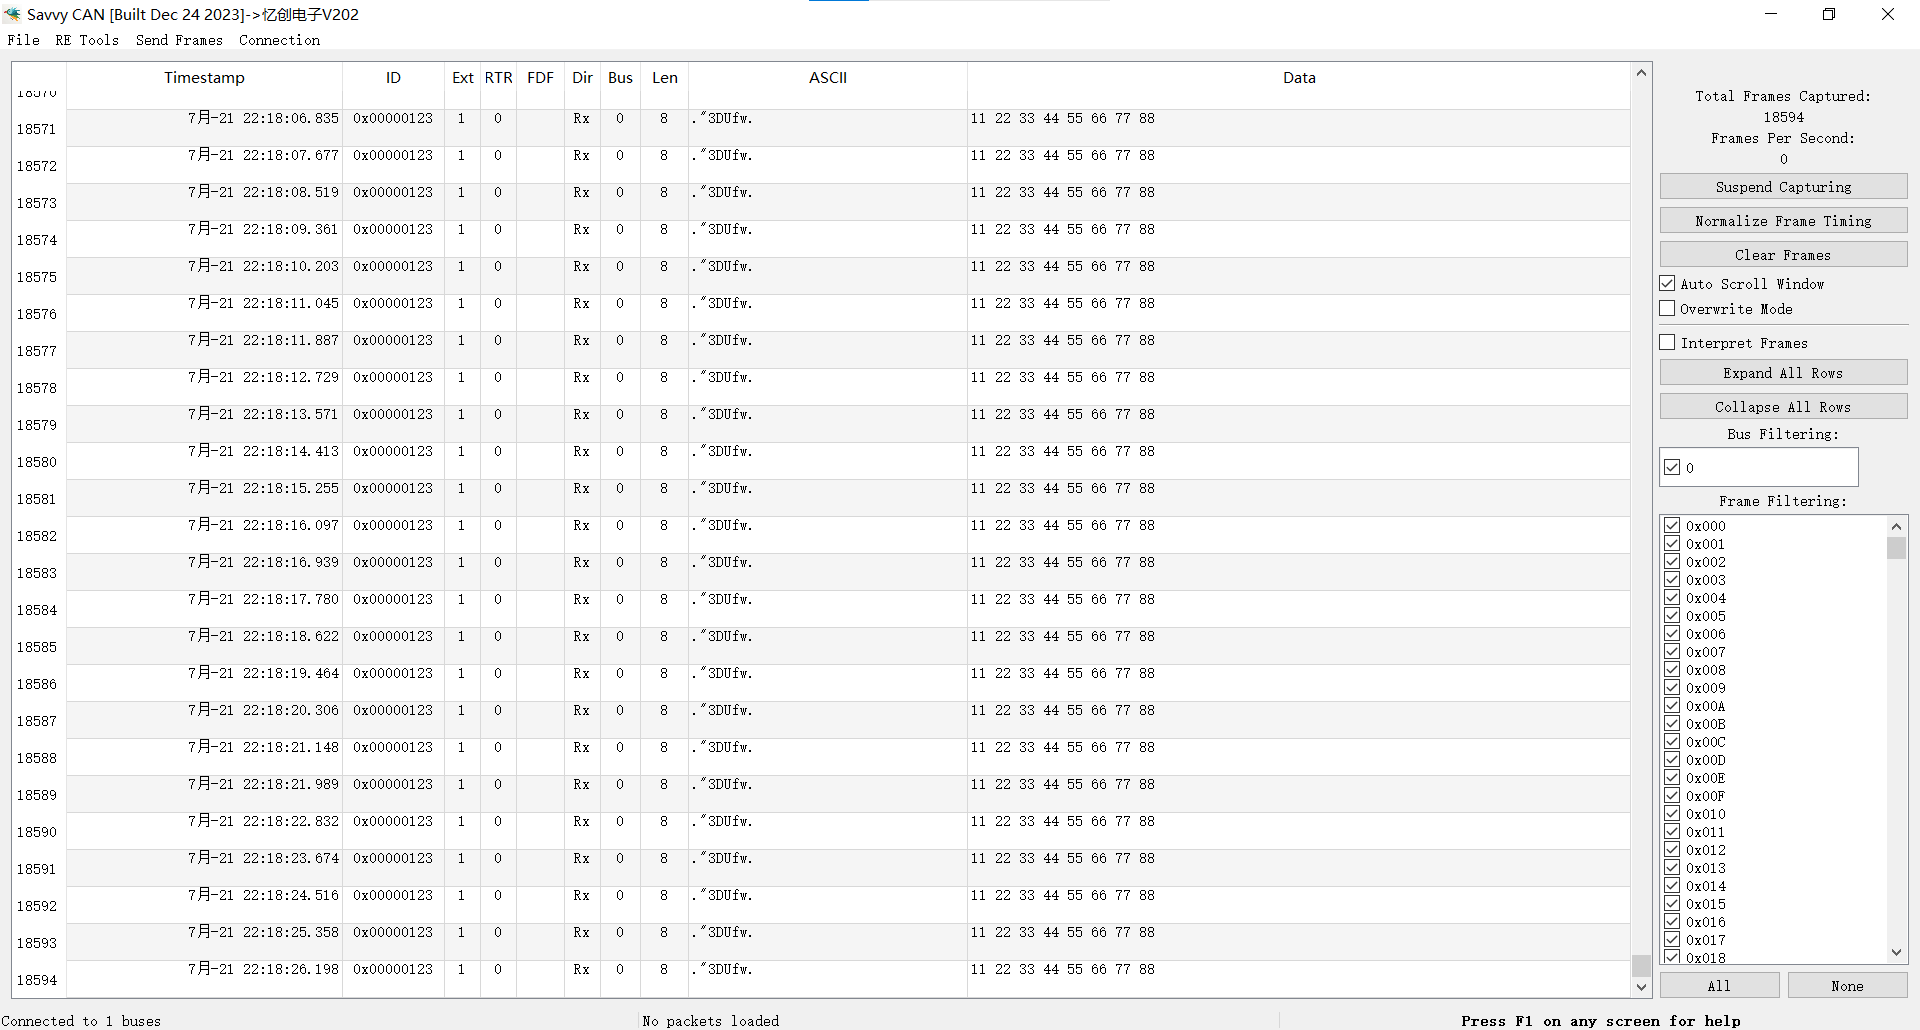 Savvy CAN [Built Dec 24 2023]->忆创电子V202
File RE Tools Send Frames Connection
Timestamp ID Ext RTR FDF Dir Bus Len ASCII Data
18570
18571 7月-21 22:18:06.835 0x00000123 1 0 Rx 0 8 ."3DUfw. 11 22 33 44 55 66 77 88
18572 7月-21 22:18:07.677 0x00000123 1 0 Rx 0 8 ."3DUfw. 11 22 33 44 55 66 77 88
18573 7月-21 22:18:08.519 0x00000123 1 0 Rx 0 8 ."3DUfw. 11 22 33 44 55 66 77 88
18574 7月-21 22:18:09.361 0x00000123 1 0 Rx 0 8 ."3DUfw. 11 22 33 44 55 66 77 88
18575 7月-21 22:18:10.203 0x00000123 1 0 Rx 0 8 ."3DUfw. 11 22 33 44 55 66 77 88
18576 7月-21 22:18:11.045 0x00000123 1 0 Rx 0 8 ."3DUfw. 11 22 33 44 55 66 77 88
18577 7月-21 22:18:11.887 0x00000123 1 0 Rx 0 8 ."3DUfw. 11 22 33 44 55 66 77 88
18578 7月-21 22:18:12.729 0x00000123 1 0 Rx 0 8 ."3DUfw. 11 22 33 44 55 66 77 88
18579 7月-21 22:18:13.571 0x00000123 1 0 Rx 0 8 ."3DUfw. 11 22 33 44 55 66 77 88
18580 7月-21 22:18:14.413 0x00000123 1 0 Rx 0 8 ."3DUfw. 11 22 33 44 55 66 77 88
18581 7月-21 22:18:15.255 0x00000123 1 0 Rx 0 8 ."3DUfw. 11 22 33 44 55 66 77 88
18582 7月-21 22:18:16.097 0x00000123 1 0 Rx 0 8 ."3DUfw. 11 22 33 44 55 66 77 88
18583 7月-21 22:18:16.939 0x00000123 1 0 Rx 0 8 ."3DUfw. 11 22 33 44 55 66 77 88
18584 7月-21 22:18:17.780 0x00000123 1 0 Rx 0 8 ."3DUfw. 11 22 33 44 55 66 77 88
18585 7月-21 22:18:18.622 0x00000123 1 0 Rx 0 8 ."3DUfw. 11 22 33 44 55 66 77 88
18586 7月-21 22:18:19.464 0x00000123 1 0 Rx 0 8 ."3DUfw. 11 22 33 44 55 66 77 88
18587 7月-21 22:18:20.306 0x00000123 1 0 Rx 0 8 ."3DUfw. 11 22 33 44 55 66 77 88
18588 7月-21 22:18:21.148 0x00000123 1 0 Rx 0 8 ."3DUfw. 11 22 33 44 55 66 77 88
18589 7月-21 22:18:21.989 0x00000123 1 0 Rx 0 8 ."3DUfw. 11 22 33 44 55 66 77 88
18590 7月-21 22:18:22.832 0x00000123 1 0 Rx 0 8 ."3DUfw. 11 22 33 44 55 66 77 88
18591 7月-21 22:18:23.674 0x00000123 1 0 Rx 0 8 ."3DUfw. 11 22 33 44 55 66 77 88
18592 7月-21 22:18:24.516 0x00000123 1 0 Rx 0 8 ."3DUfw. 11 22 33 44 55 66 77 88
18593 7月-21 22:18:25.358 0x00000123 1 0 Rx 0 8 ."3DUfw. 11 22 33 44 55 66 77 88
18594 7月-21 22:18:26.198 0x00000123 1 0 Rx 0 8 ."3DUfw. 11 22 33 44 55 66 77 88
Total Frames Captured:
18594
Frames Per Second:
0
Suspend Capturing
Normalize Frame Timing
Clear Frames
Auto Scroll Window
Overwrite Mode
Interpret Frames
Expand All Rows
Collapse All Rows
Bus Filtering:
0
Frame Filtering:
0x000
0x001
0x002
0x003
0x004
0x005
0x006
0x007
0x008
0x009
0x00A
0x00B
0x00C
0x00D
0x00E
0x00F
0x010
0x011
0x012
0x013
0x014
0x015
0x016
0x017
0x018
All None
Connected to 1 buses No packets loaded Press F1 on any screen for help